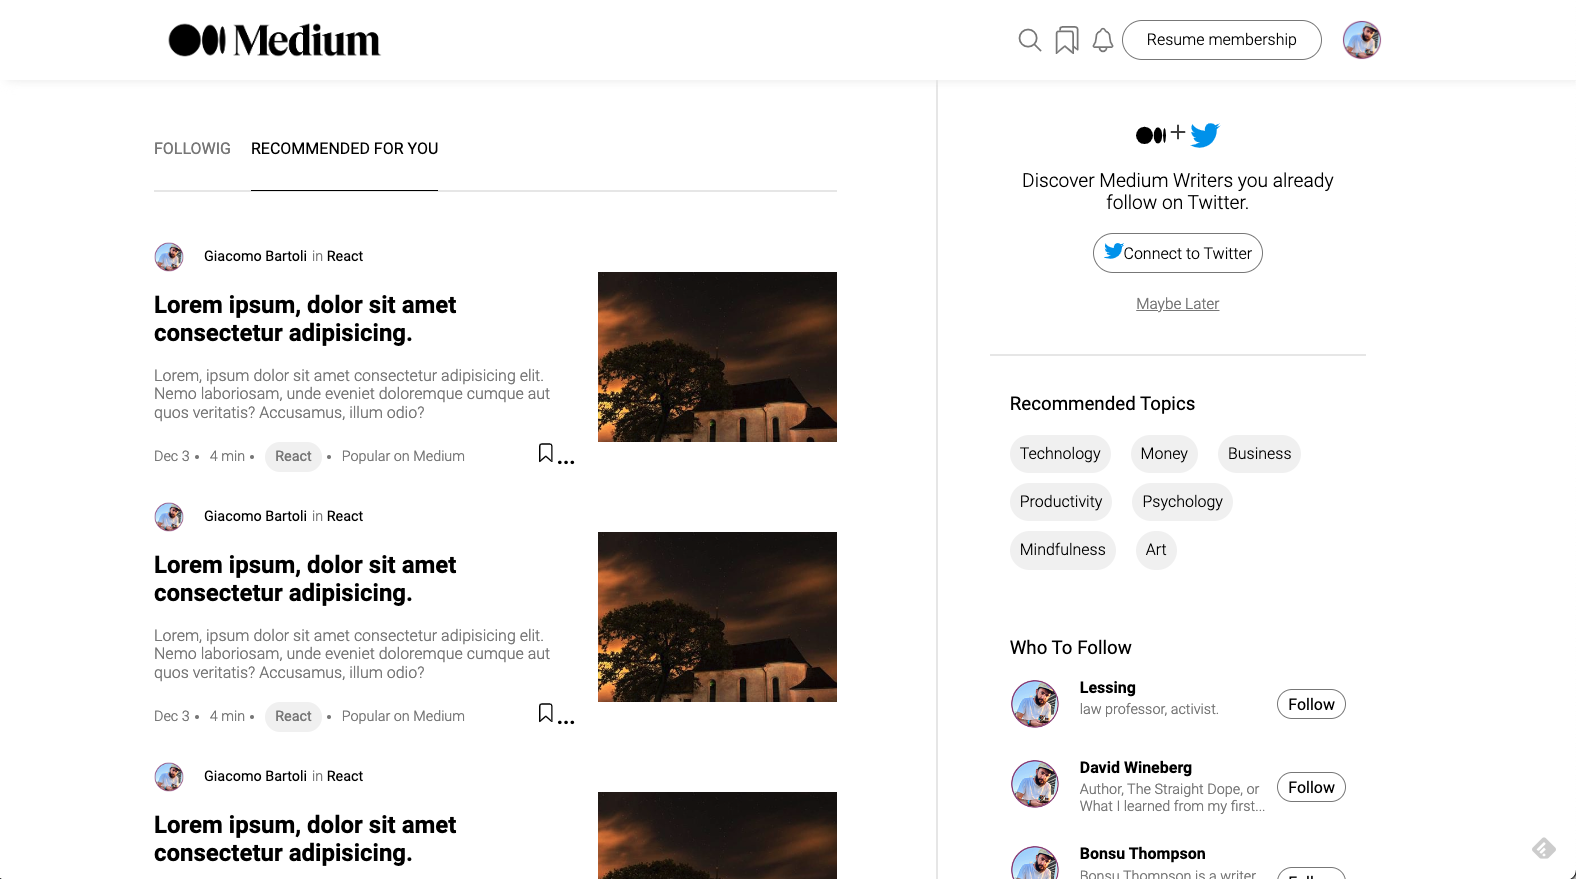 Medium
Resume membership
FOLLOWIG
RECOMMENDED FOR YOU
Giacomo Bartoli in React
Lorem ipsum, dolor sit amet
consectetur adipisicing.
Lorem, ipsum dolor sit amet consectetur adipisicing elit.
Nemo laboriosam, unde eveniet doloremque cumque aut
quos veritatis? Accusamus, illum odio?
Dec 3 • 4 min • React • Popular on Medium
...
Giacomo Bartoli in React
Lorem ipsum, dolor sit amet
consectetur adipisicing.
Lorem, ipsum dolor sit amet consectetur adipisicing elit.
Nemo laboriosam, unde eveniet doloremque cumque aut
quos veritatis? Accusamus, illum odio?
Dec 3 • 4 min • React • Popular on Medium
...
Giacomo Bartoli in React
Lorem ipsum, dolor sit amet
consectetur adipisicing.
+
Discover Medium Writers you already
follow on Twitter.
Connect to Twitter
Maybe Later
Recommended Topics
Technology Money Business
Productivity Psychology
Mindfulness Art
Who To Follow
Lessing
law professor, activist.
Follow
David Wineberg
Author, The Straight Dope, or
What I learned from my first...
Follow
Bonsu Thompson
Bonsu Thompson is a writer
Follow